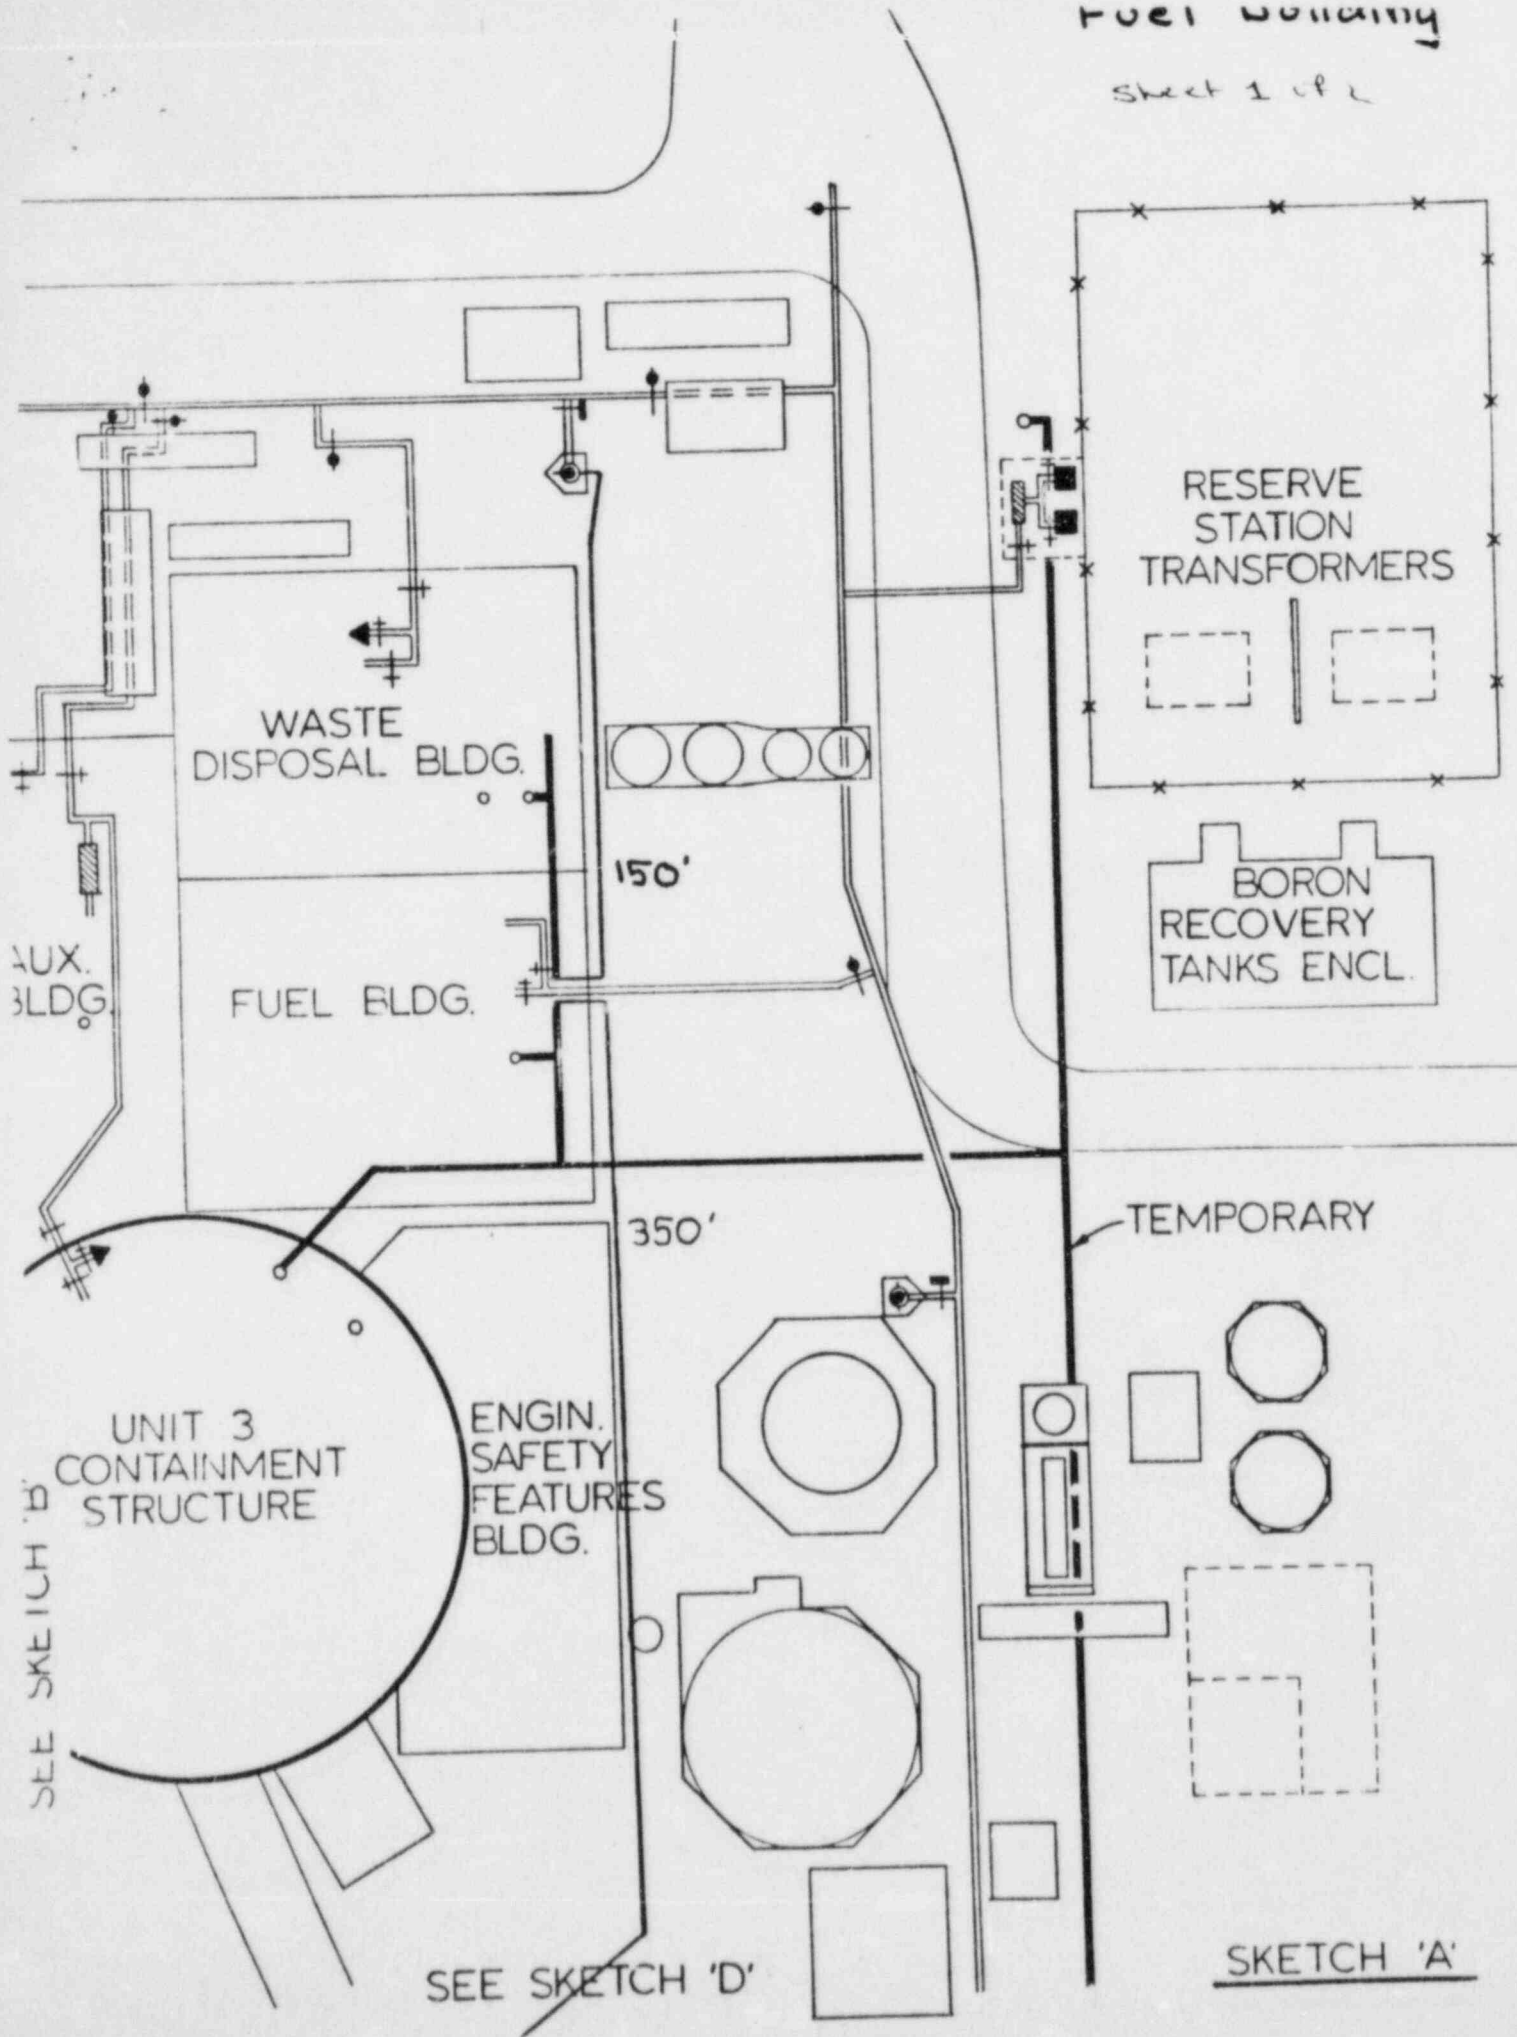 Fuel Building
Sheet 1 of 2
RESERVE
STATION
TRANSFORMERS
WASTE
DISPOSAL BLDG.
150'
BORON
RECOVERY
TANKS ENCL.
AUX.
BLDG.
FUEL BLDG.
350'
TEMPORARY
UNIT 3
CONTAINMENT
STRUCTURE
ENGIN.
SAFETY
FEATURES
BLDG.
SEE SKETCH 'B'
SEE SKETCH 'D'
SKETCH 'A'